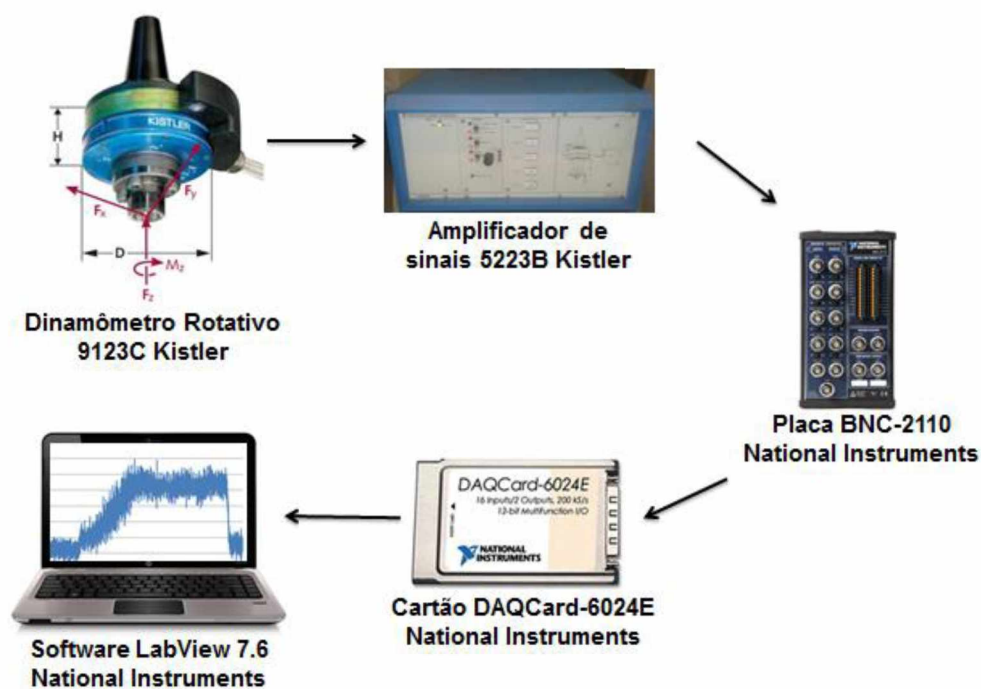 KISTLER
H
Fy
Fx
D
Mz
Fz
Dinamômetro Rotativo
9123C Kistler
Amplificador de
sinais 5223B Kistler
NATIONAL
INSTRUMENTS
Placa BNC-2110
National Instruments
DAQCard-6024E
16 Inputs/2 Outputs, 200 kS/s
12-bit Multifunction I/O
NATIONAL
INSTRUMENTS
Cartão DAQCard-6024E
National Instruments
Software LabView 7.6
National Instruments